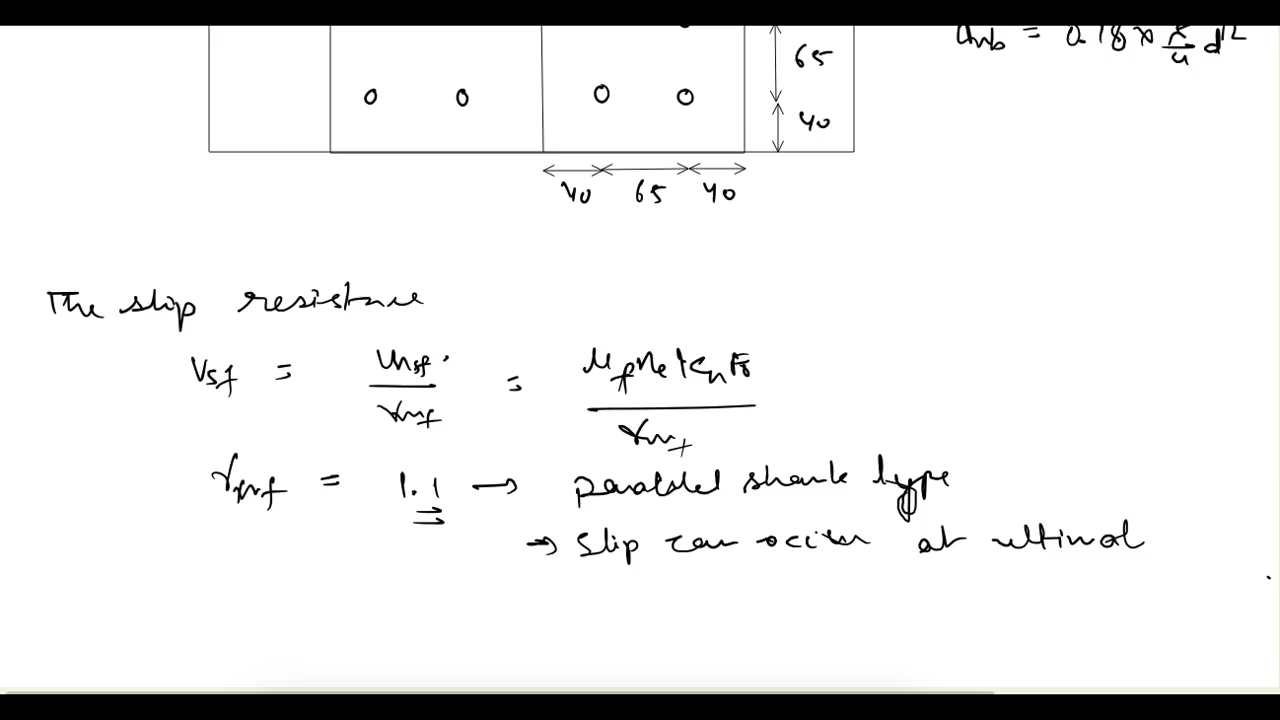 Anb = 0.78 × π/4 d²
65
40
40 65 40
The slip resistance
Vsf = Vnsf / γmf = μf ne Kh Fo / γmf
γmf = 1.1 → parallel shank type
→ slip can occur at ultimat